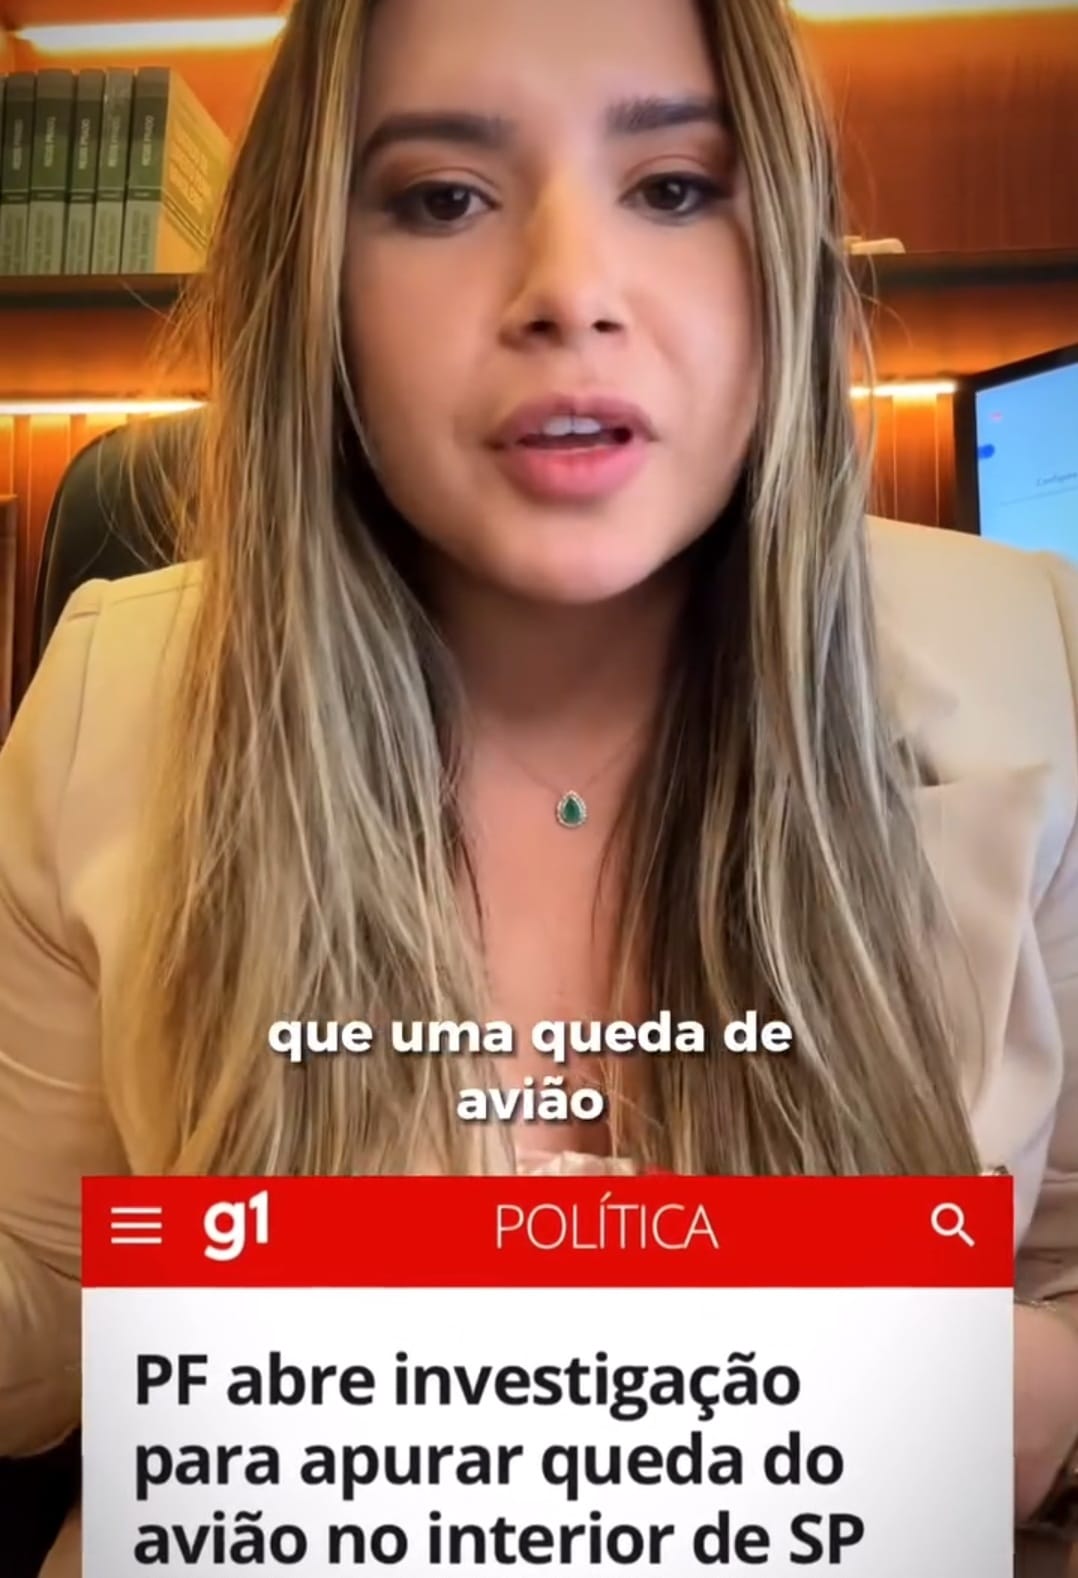 que uma queda de
avião
g1 POLÍTICA
PF abre investigação
para apurar queda do
avião no interior de SP